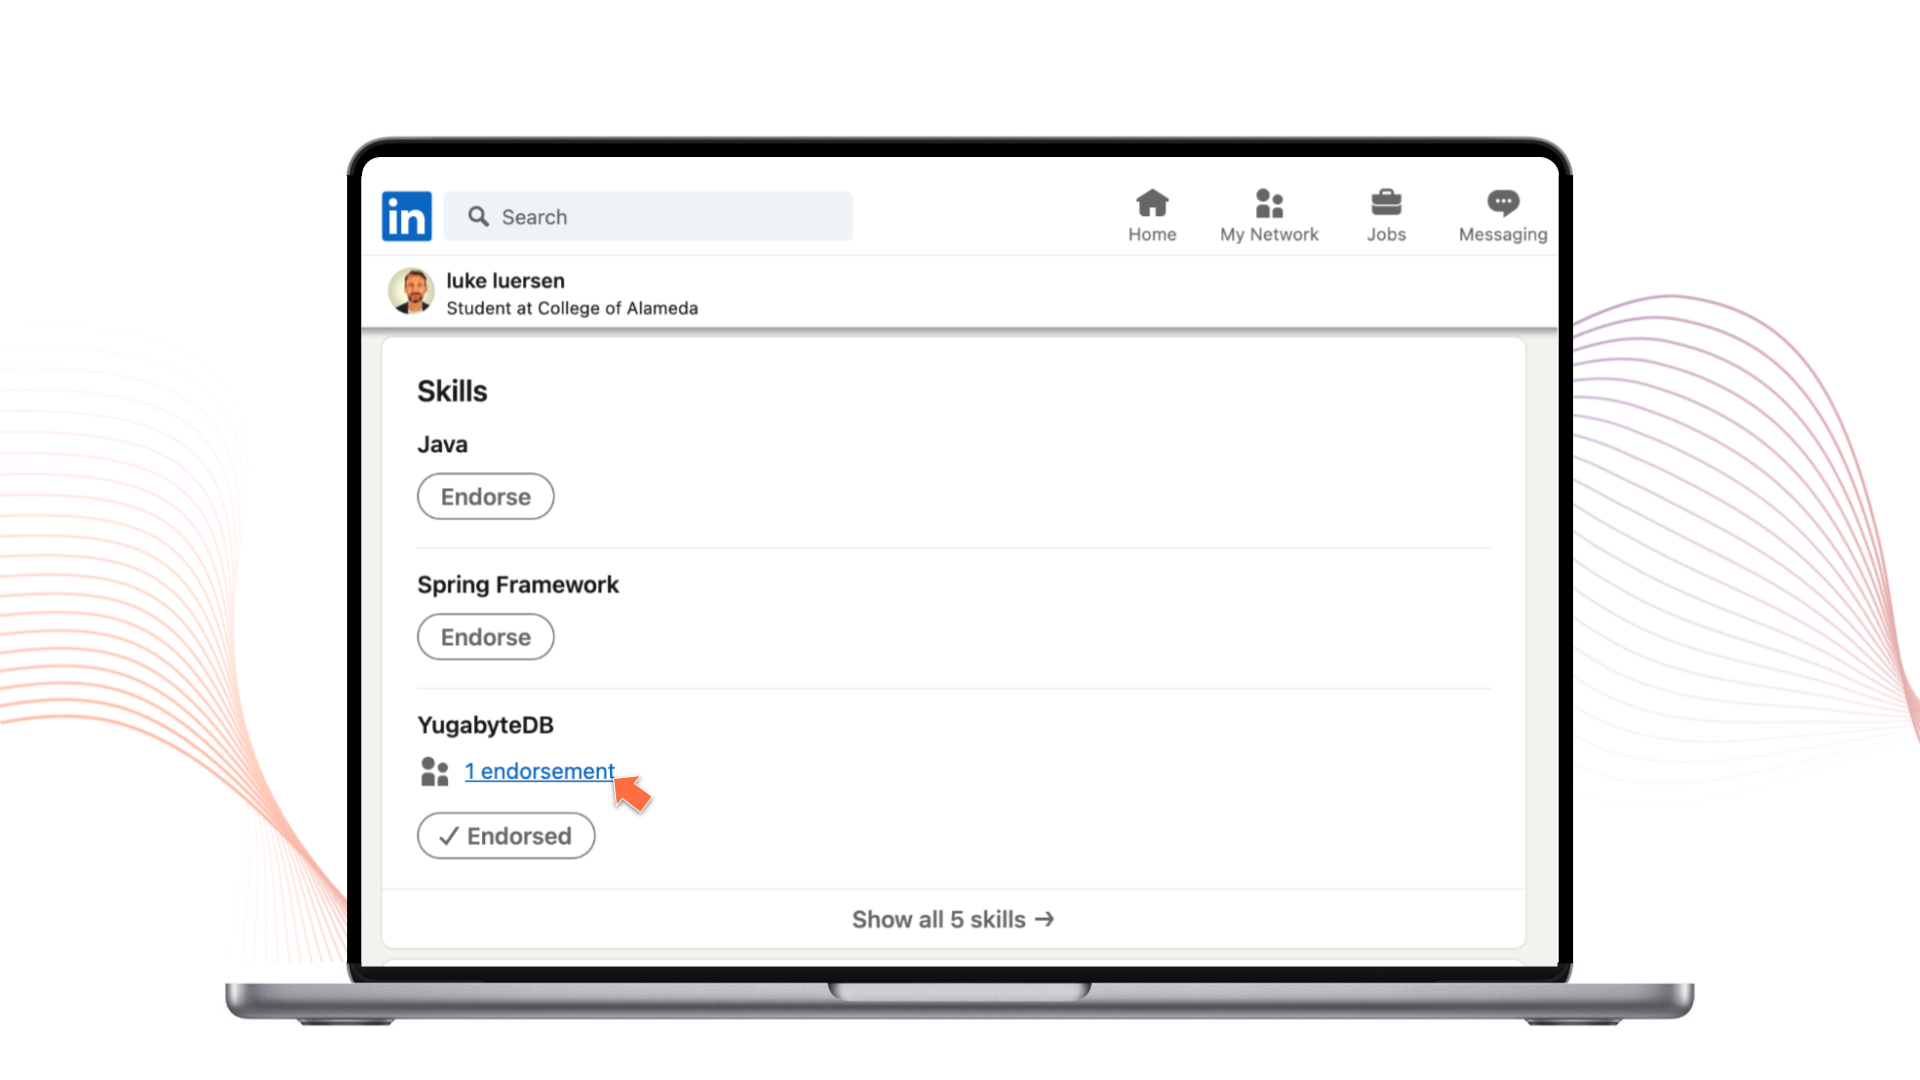 in
Search
Home
My Network
Jobs
Messaging
luke luersen
Student at College of Alameda
Skills
Java
Endorse
Spring Framework
Endorse
YugabyteDB
1 endorsement
Endorsed
Show all 5 skills →